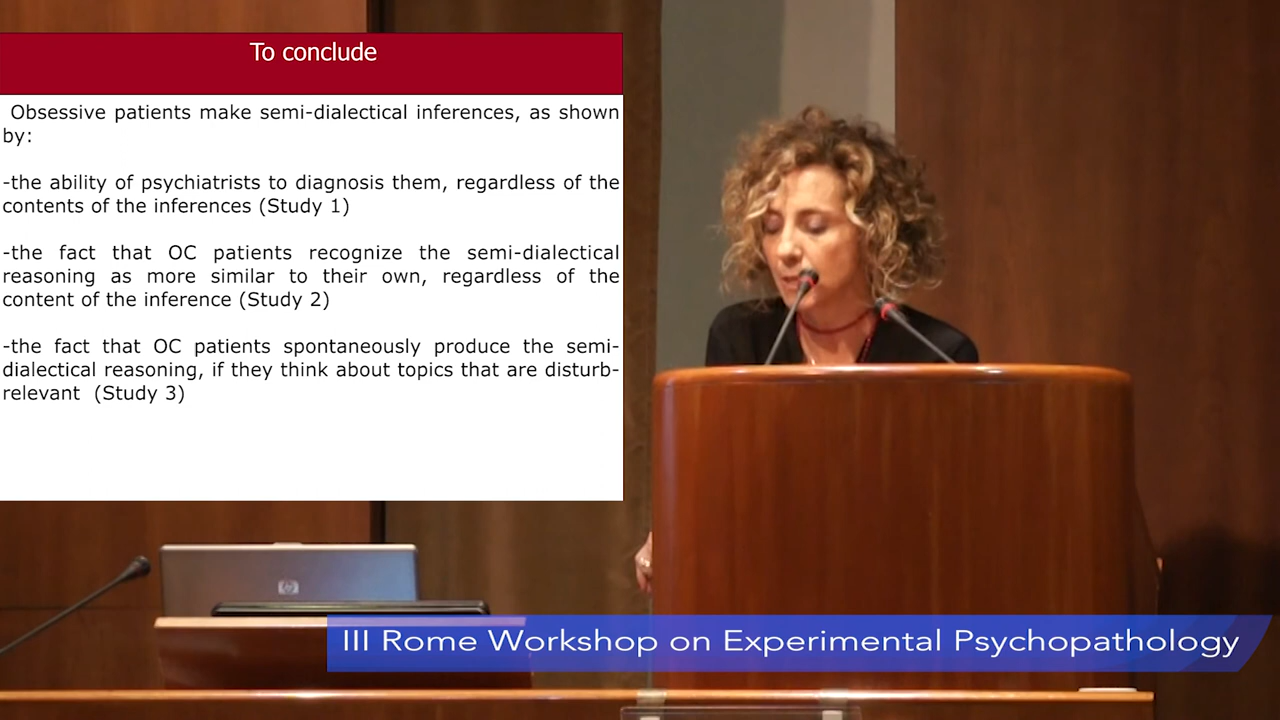 To conclude
Obsessive patients make semi-dialectical inferences, as shown
by:
-the ability of psychiatrists to diagnosis them, regardless of the
contents of the inferences (Study 1)
-the fact that OC patients recognize the semi-dialectical
reasoning as more similar to their own, regardless of the
content of the inference (Study 2)
-the fact that OC patients spontaneously produce the semi-
dialectical reasoning, if they think about topics that are disturb-
relevant (Study 3)
hp
III Rome Workshop on Experimental Psychopathology